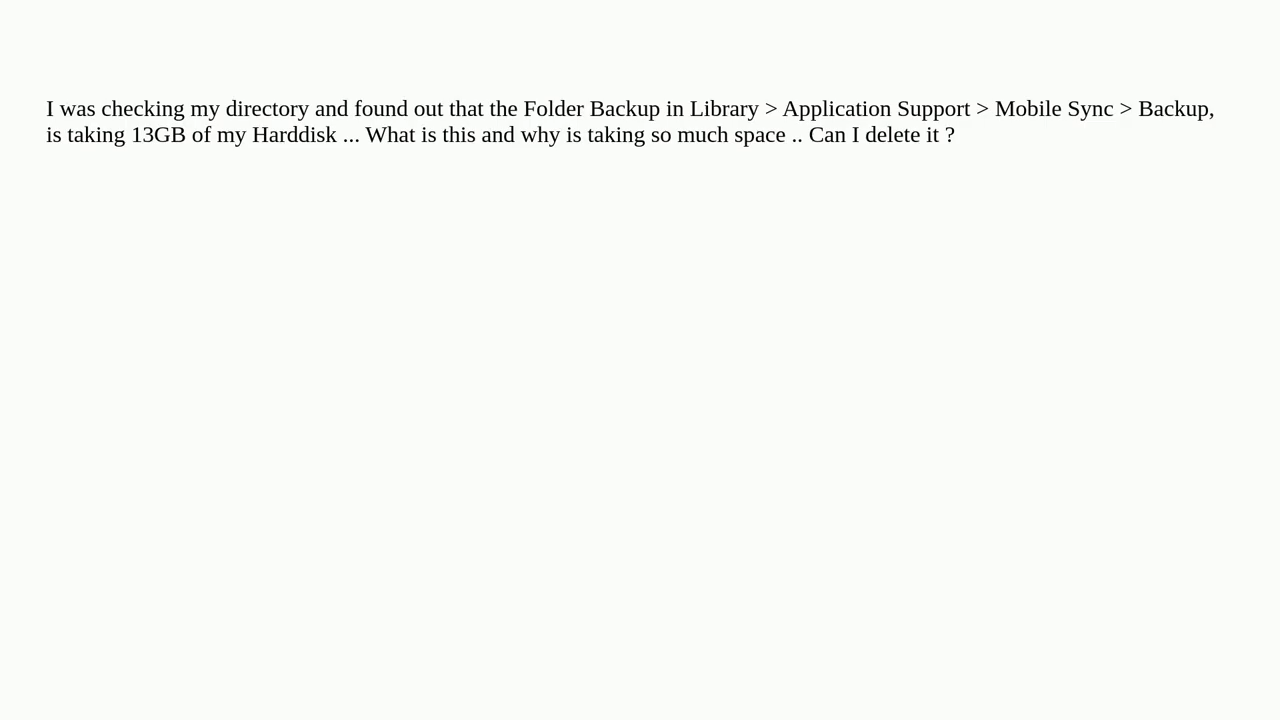 I was checking my directory and found out that the Folder Backup in Library > Application Support > Mobile Sync > Backup,
is taking 13GB of my Harddisk ... What is this and why is taking so much space .. Can I delete it ?